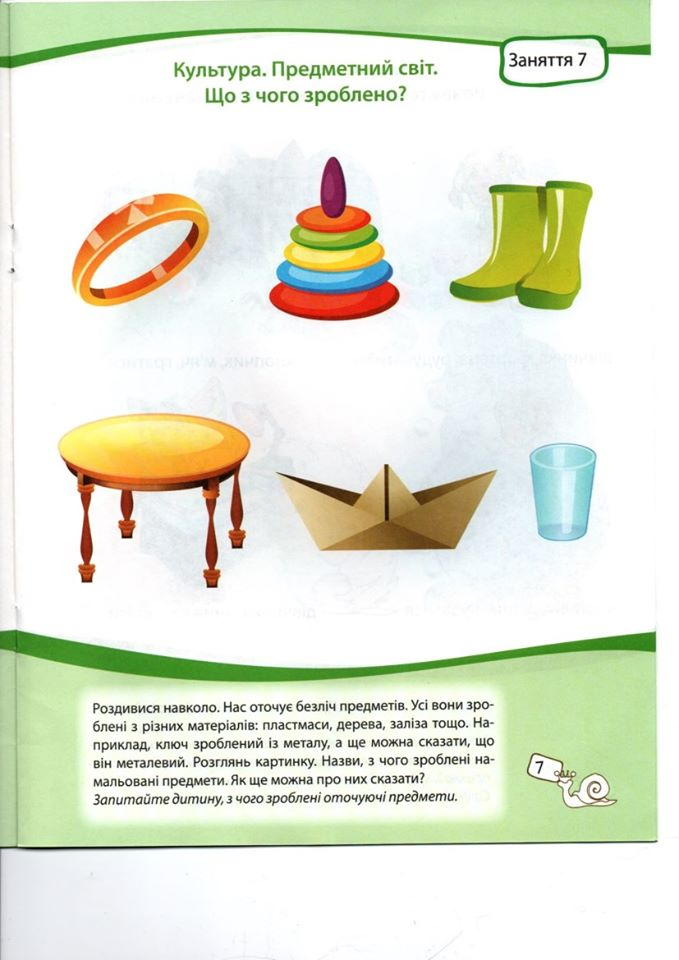 Заняття 7
Культура. Предметний світ.
Що з чого зроблено?
Роздивися навколо. Нас оточує безліч предметів. Усі вони зро-
блені з різних матеріалів: пластмаси, дерева, заліза тощо. На-
приклад, ключ зроблений із металу, а ще можна сказати, що
він металевий. Розглянь картинку. Назви, з чого зроблені на-
мальовані предмети. Як ще можна про них сказати?
Запитайте дитину, з чого зроблені оточуючі предмети.
7